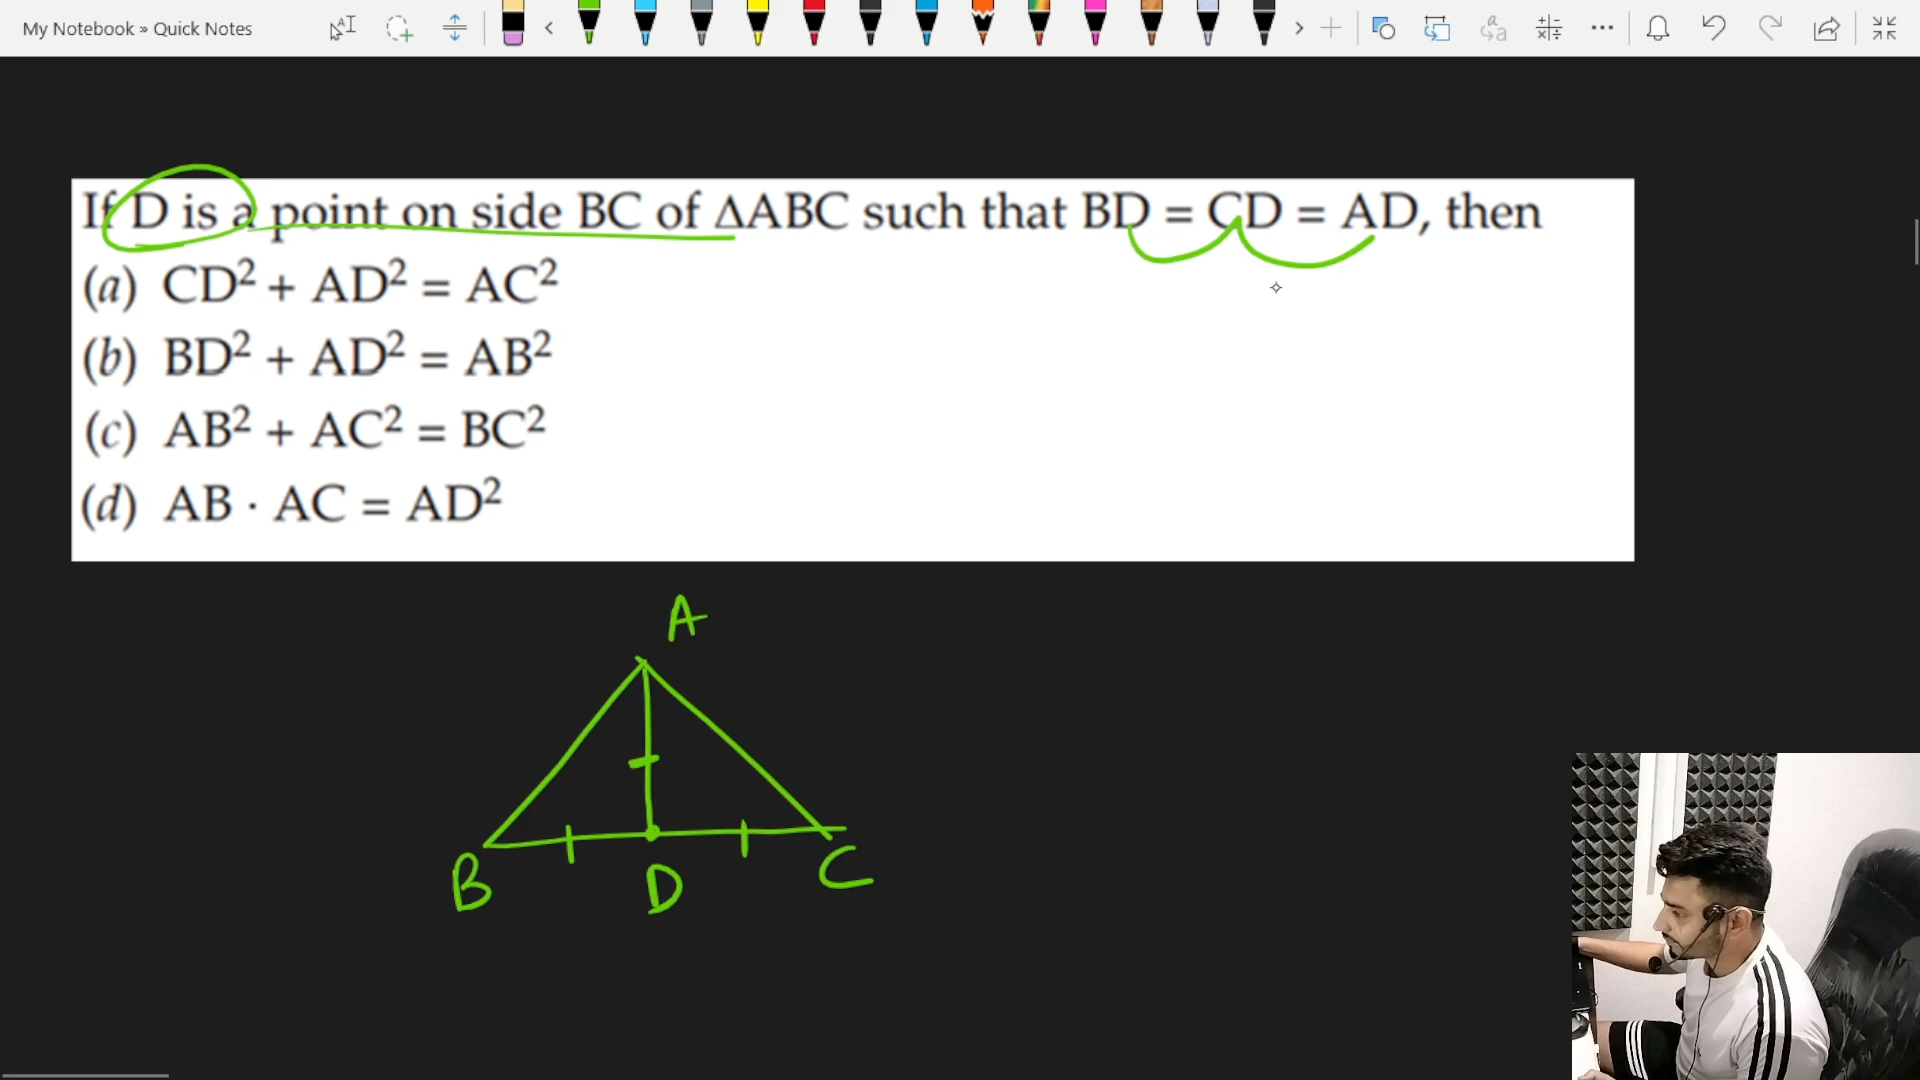 My Notebook » Quick Notes
If D is a point on side BC of ΔABC such that BD = CD = AD, then
(a) CD² + AD² = AC²
(b) BD² + AD² = AB²
(c) AB² + AC² = BC²
(d) AB · AC = AD²
A
B D C